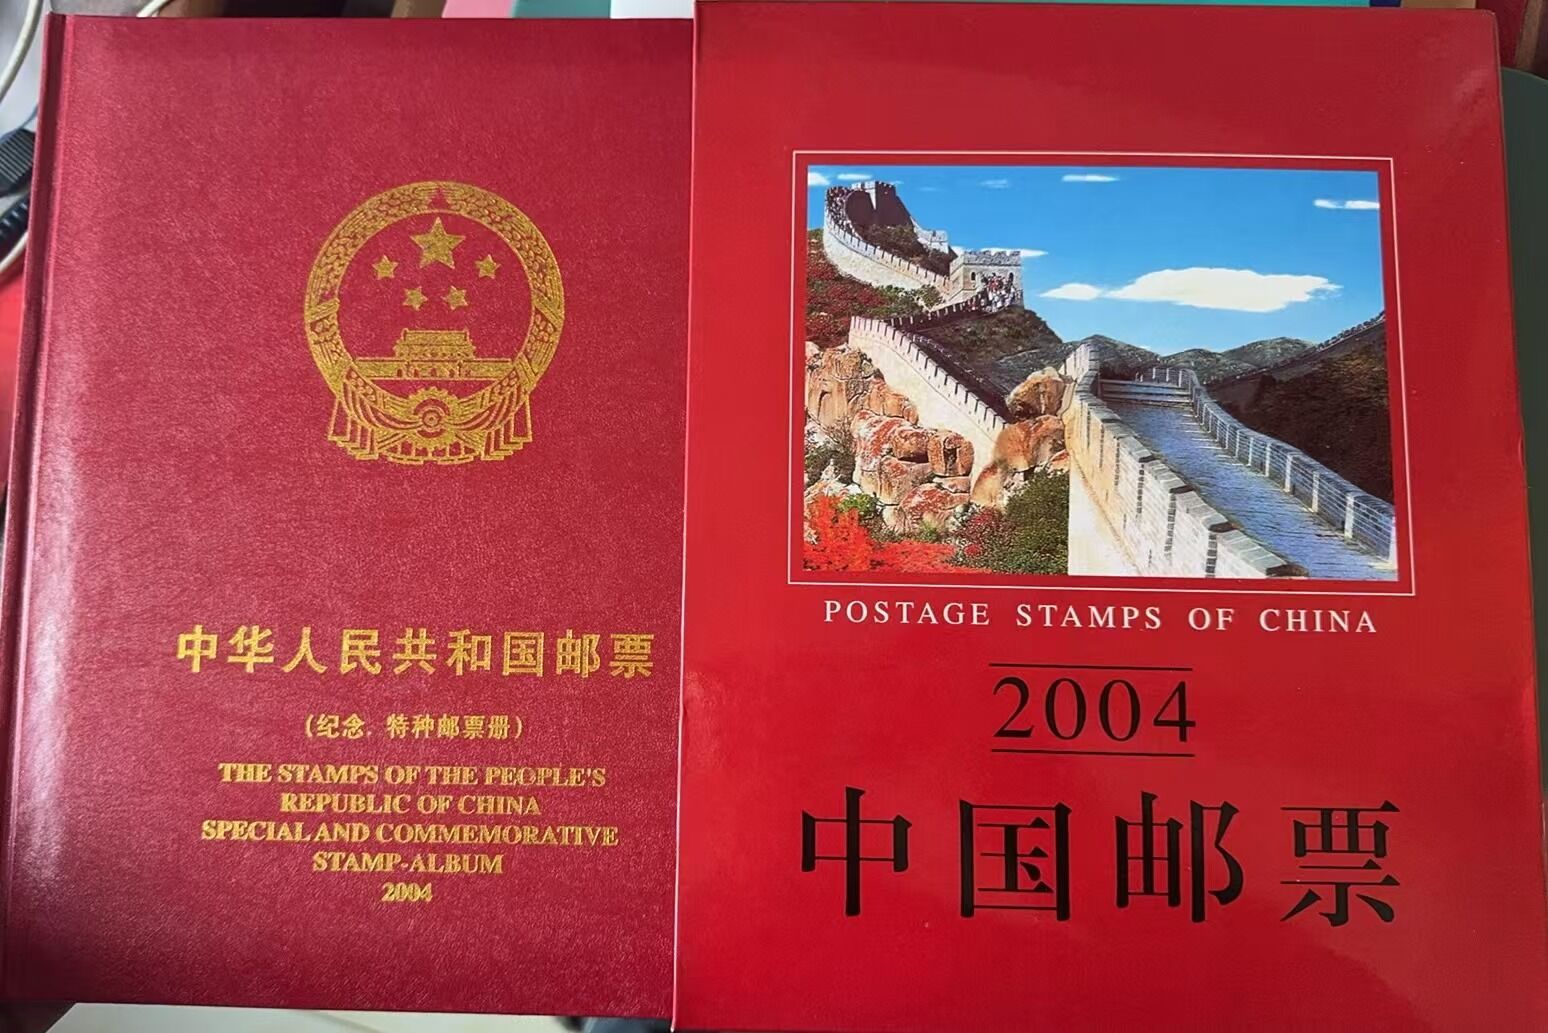 中华人民共和国邮票
(纪念.特种邮票册)
THE STAMPS OF THE PEOPLE'S
REPUBLIC OF CHINA
SPECIAL AND COMMEMORATIVE
STAMP-ALBUM
2004
POSTAGE STAMPS OF CHINA
2004
中国邮票